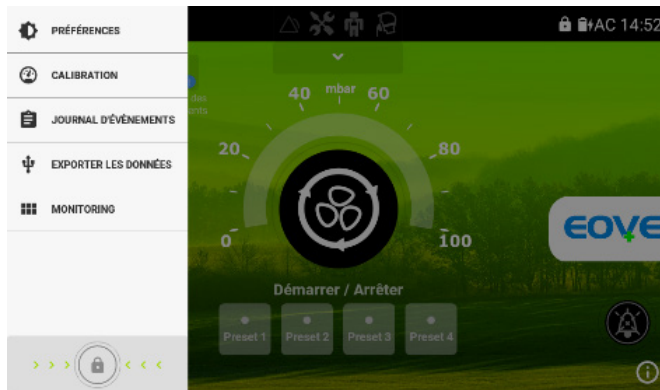 PRÉFÉRENCES
CALIBRATION
JOURNAL D'ÉVÈNEMENTS
EXPORTER LES DONNÉES
MONITORING
AC 14:52
mbar
0
20
40
60
80
100
Démarrer / Arrêter
Preset 1
Preset 2
Preset 3
Preset 4
EOVE